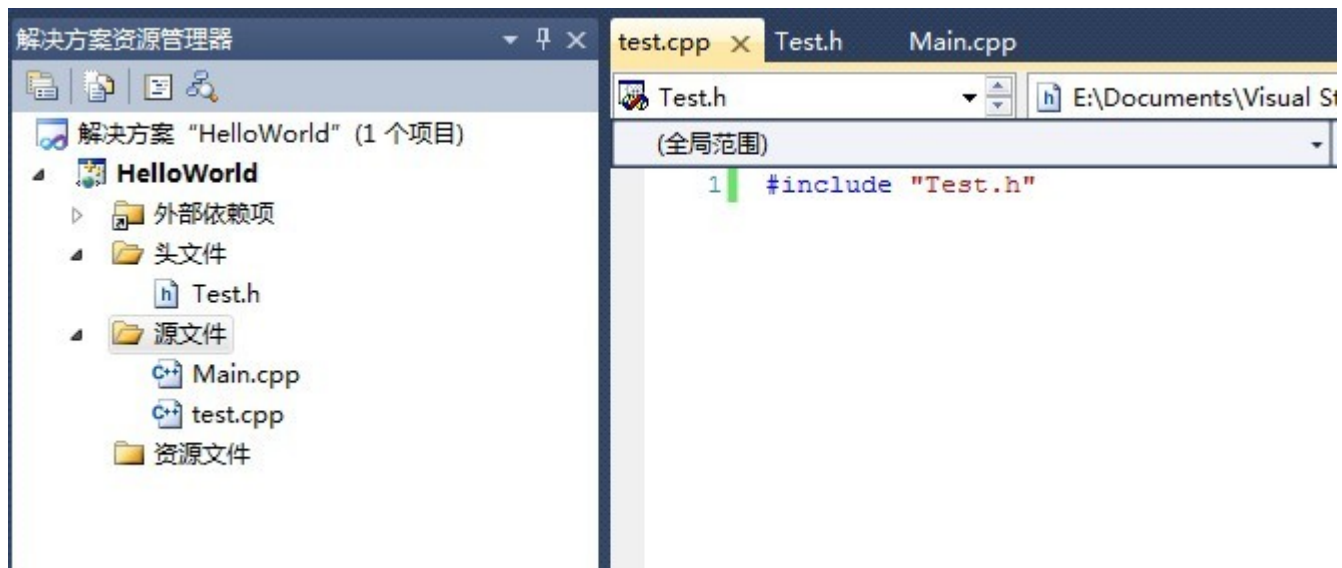 解决方案资源管理器
解决方案 “HelloWorld” (1 个项目)
HelloWorld
外部依赖项
头文件
Test.h
源文件
Main.cpp
test.cpp
资源文件
test.cpp Test.h Main.cpp
Test.h E:\Documents\Visual St
(全局范围)
1 #include "Test.h"